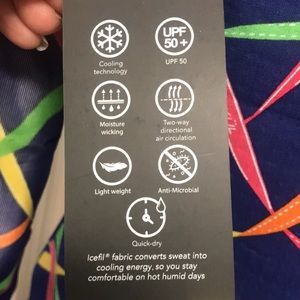 UPF
50+
Cooling
technology
UPF 50
Moisture
wicking
Two-way
directional
air circulation
Light weight
Anti-Microbial
Quick-dry
Icefil® fabric converts sweat into
cooling energy, so you stay
comfortable on hot humid days